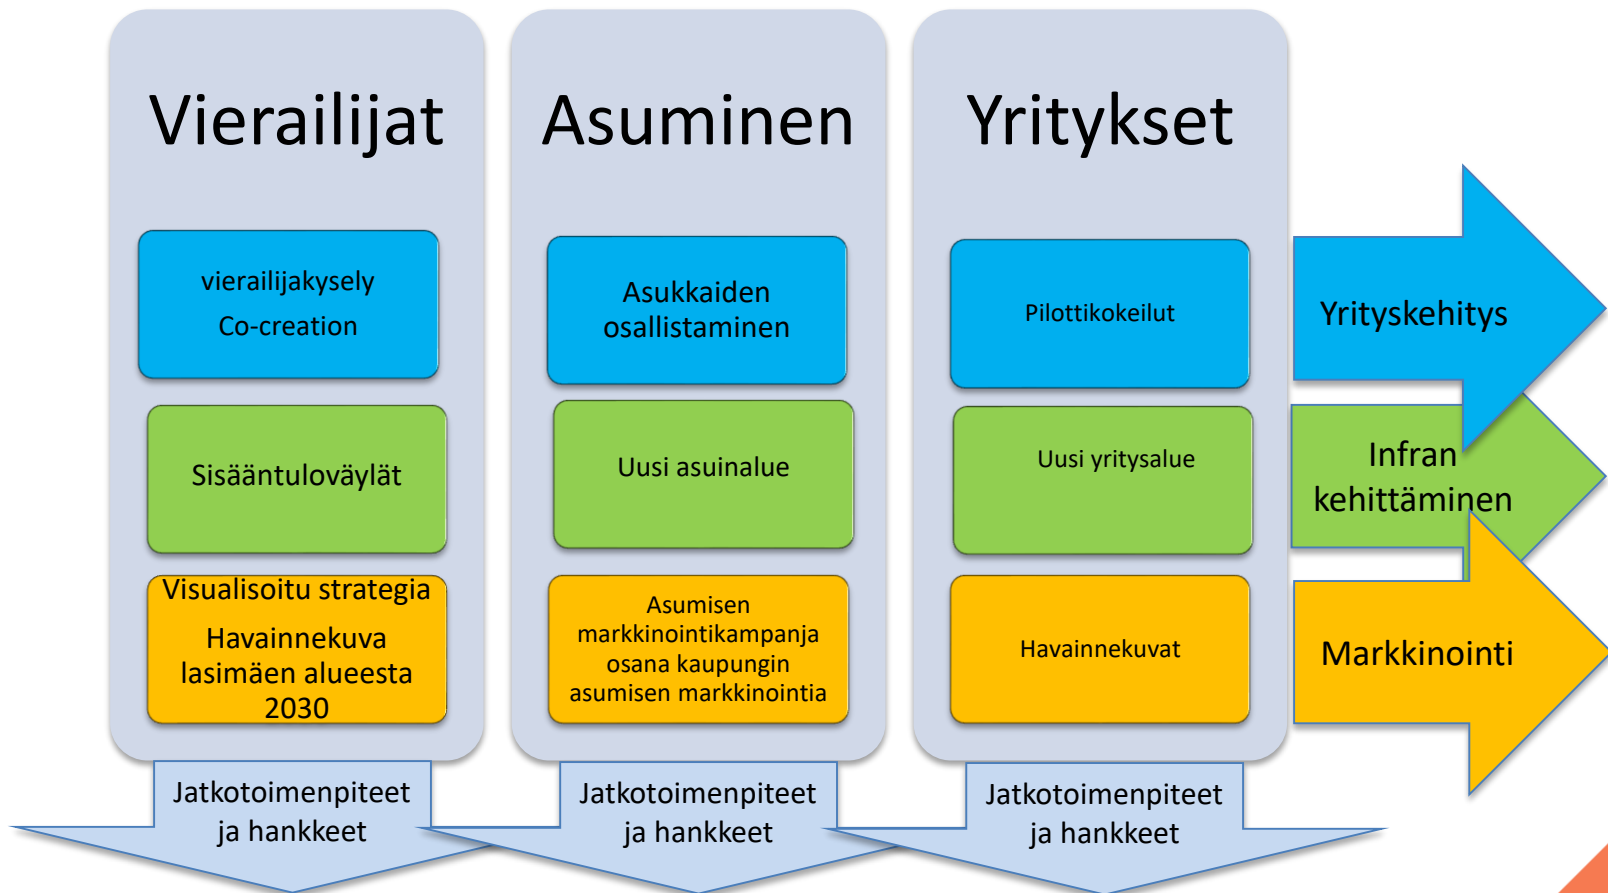 Vierailijat
Asuminen
Yritykset
vierailijakysely
Co-creation
Asukkaiden
osallistaminen
Pilottikokeilut
Yrityskehitys
Sisääntuloväylät
Uusi asuinalue
Uusi yritysalue
Infran
kehittäminen
Visualisoitu strategia
Havainnekuva
lasimäen alueesta
2030
Asumisen
markkinointikampanja
osana kaupungin
asumisen markkinointia
Havainnekuvat
Markkinointi
Jatkotoimenpiteet
ja hankkeet
Jatkotoimenpiteet
ja hankkeet
Jatkotoimenpiteet
ja hankkeet